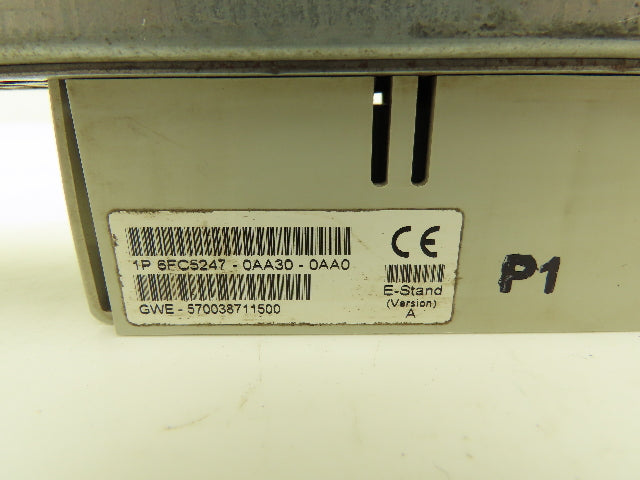 1P 6FC5247 - 0AA30 - 0AA0
GWE - 570038711500
CE
E-Stand
(Version)
A
P1